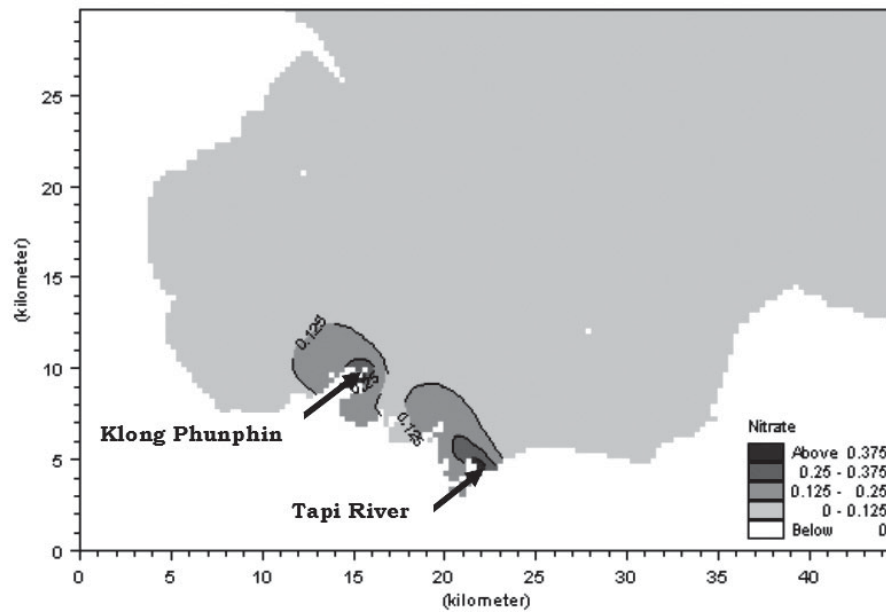 (kilometer)
25
20
15
10
5
0
0.125
Klong Phunphin
0.125
Tapi River
Nitrate
Above 0.375
0.25 - 0.375
0.125 - 0.25
0 - 0.125
Below 0
0 5 10 15 20 25 30 35 40
(kilometer)